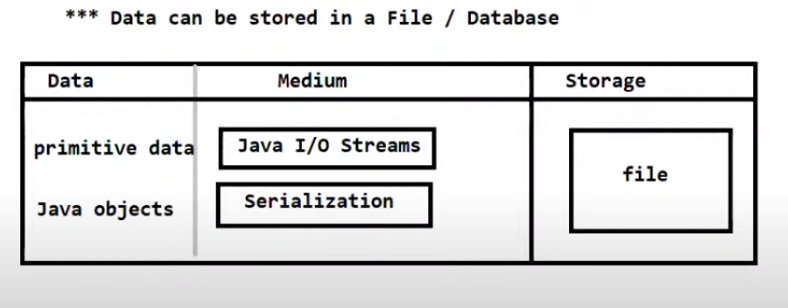 *** Data can be stored in a File / Database
Data Medium Storage
primitive data Java I/O Streams
file
Java objects Serialization